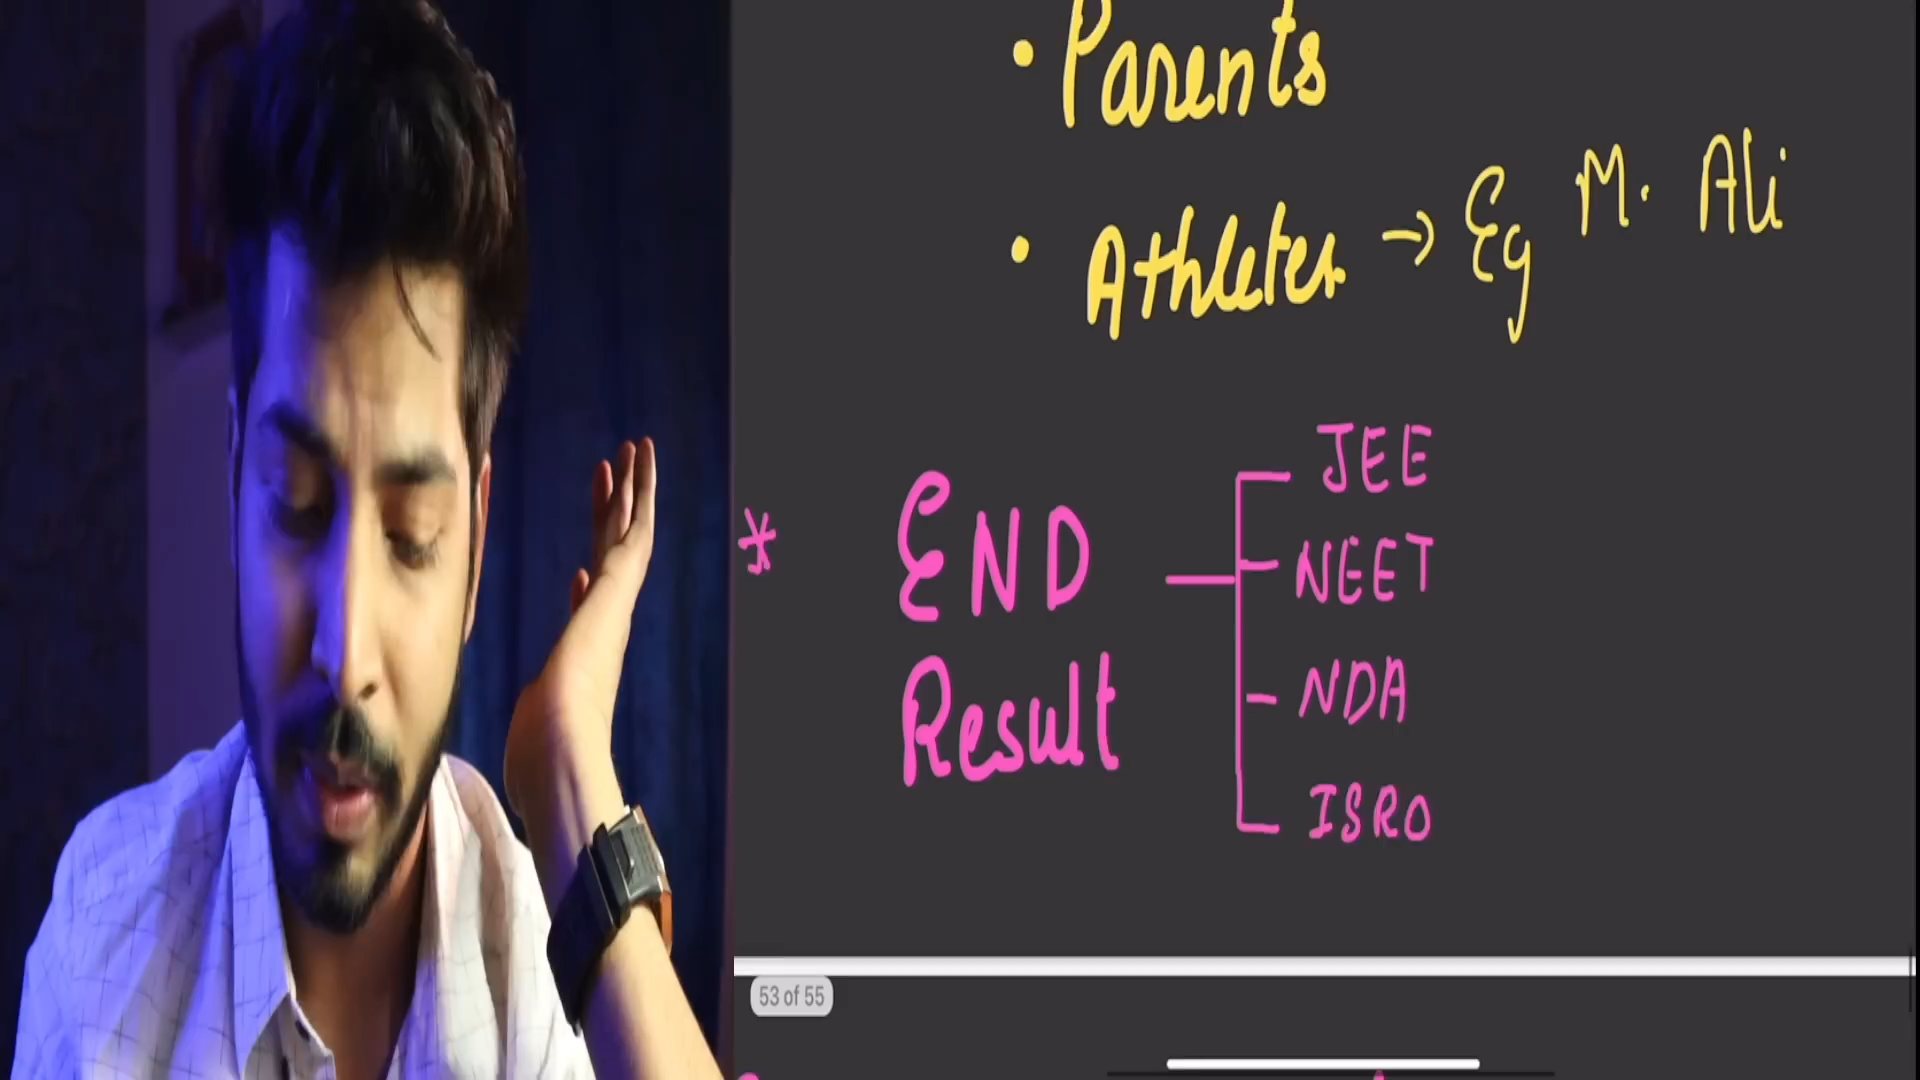 • Parents
• Athletes → Eg M. Ali
* END Result
JEE
NEET
NDA
ISRO
53 of 55